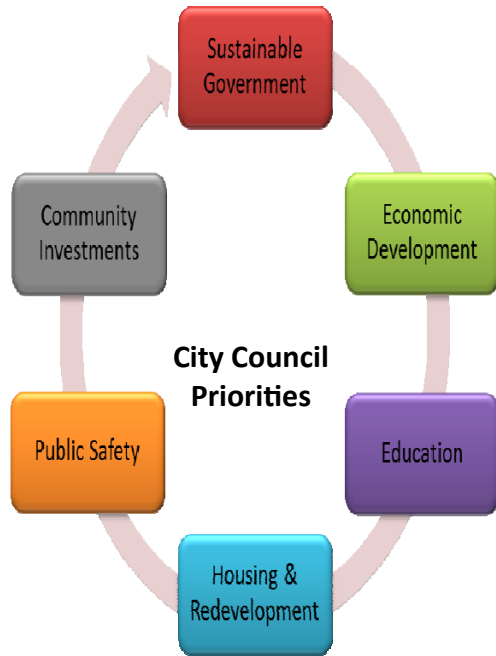 Sustainable
Government
Economic
Development
Education
Housing &
Redevelopment
Public Safety
Community
Investments
City Council
Priorities